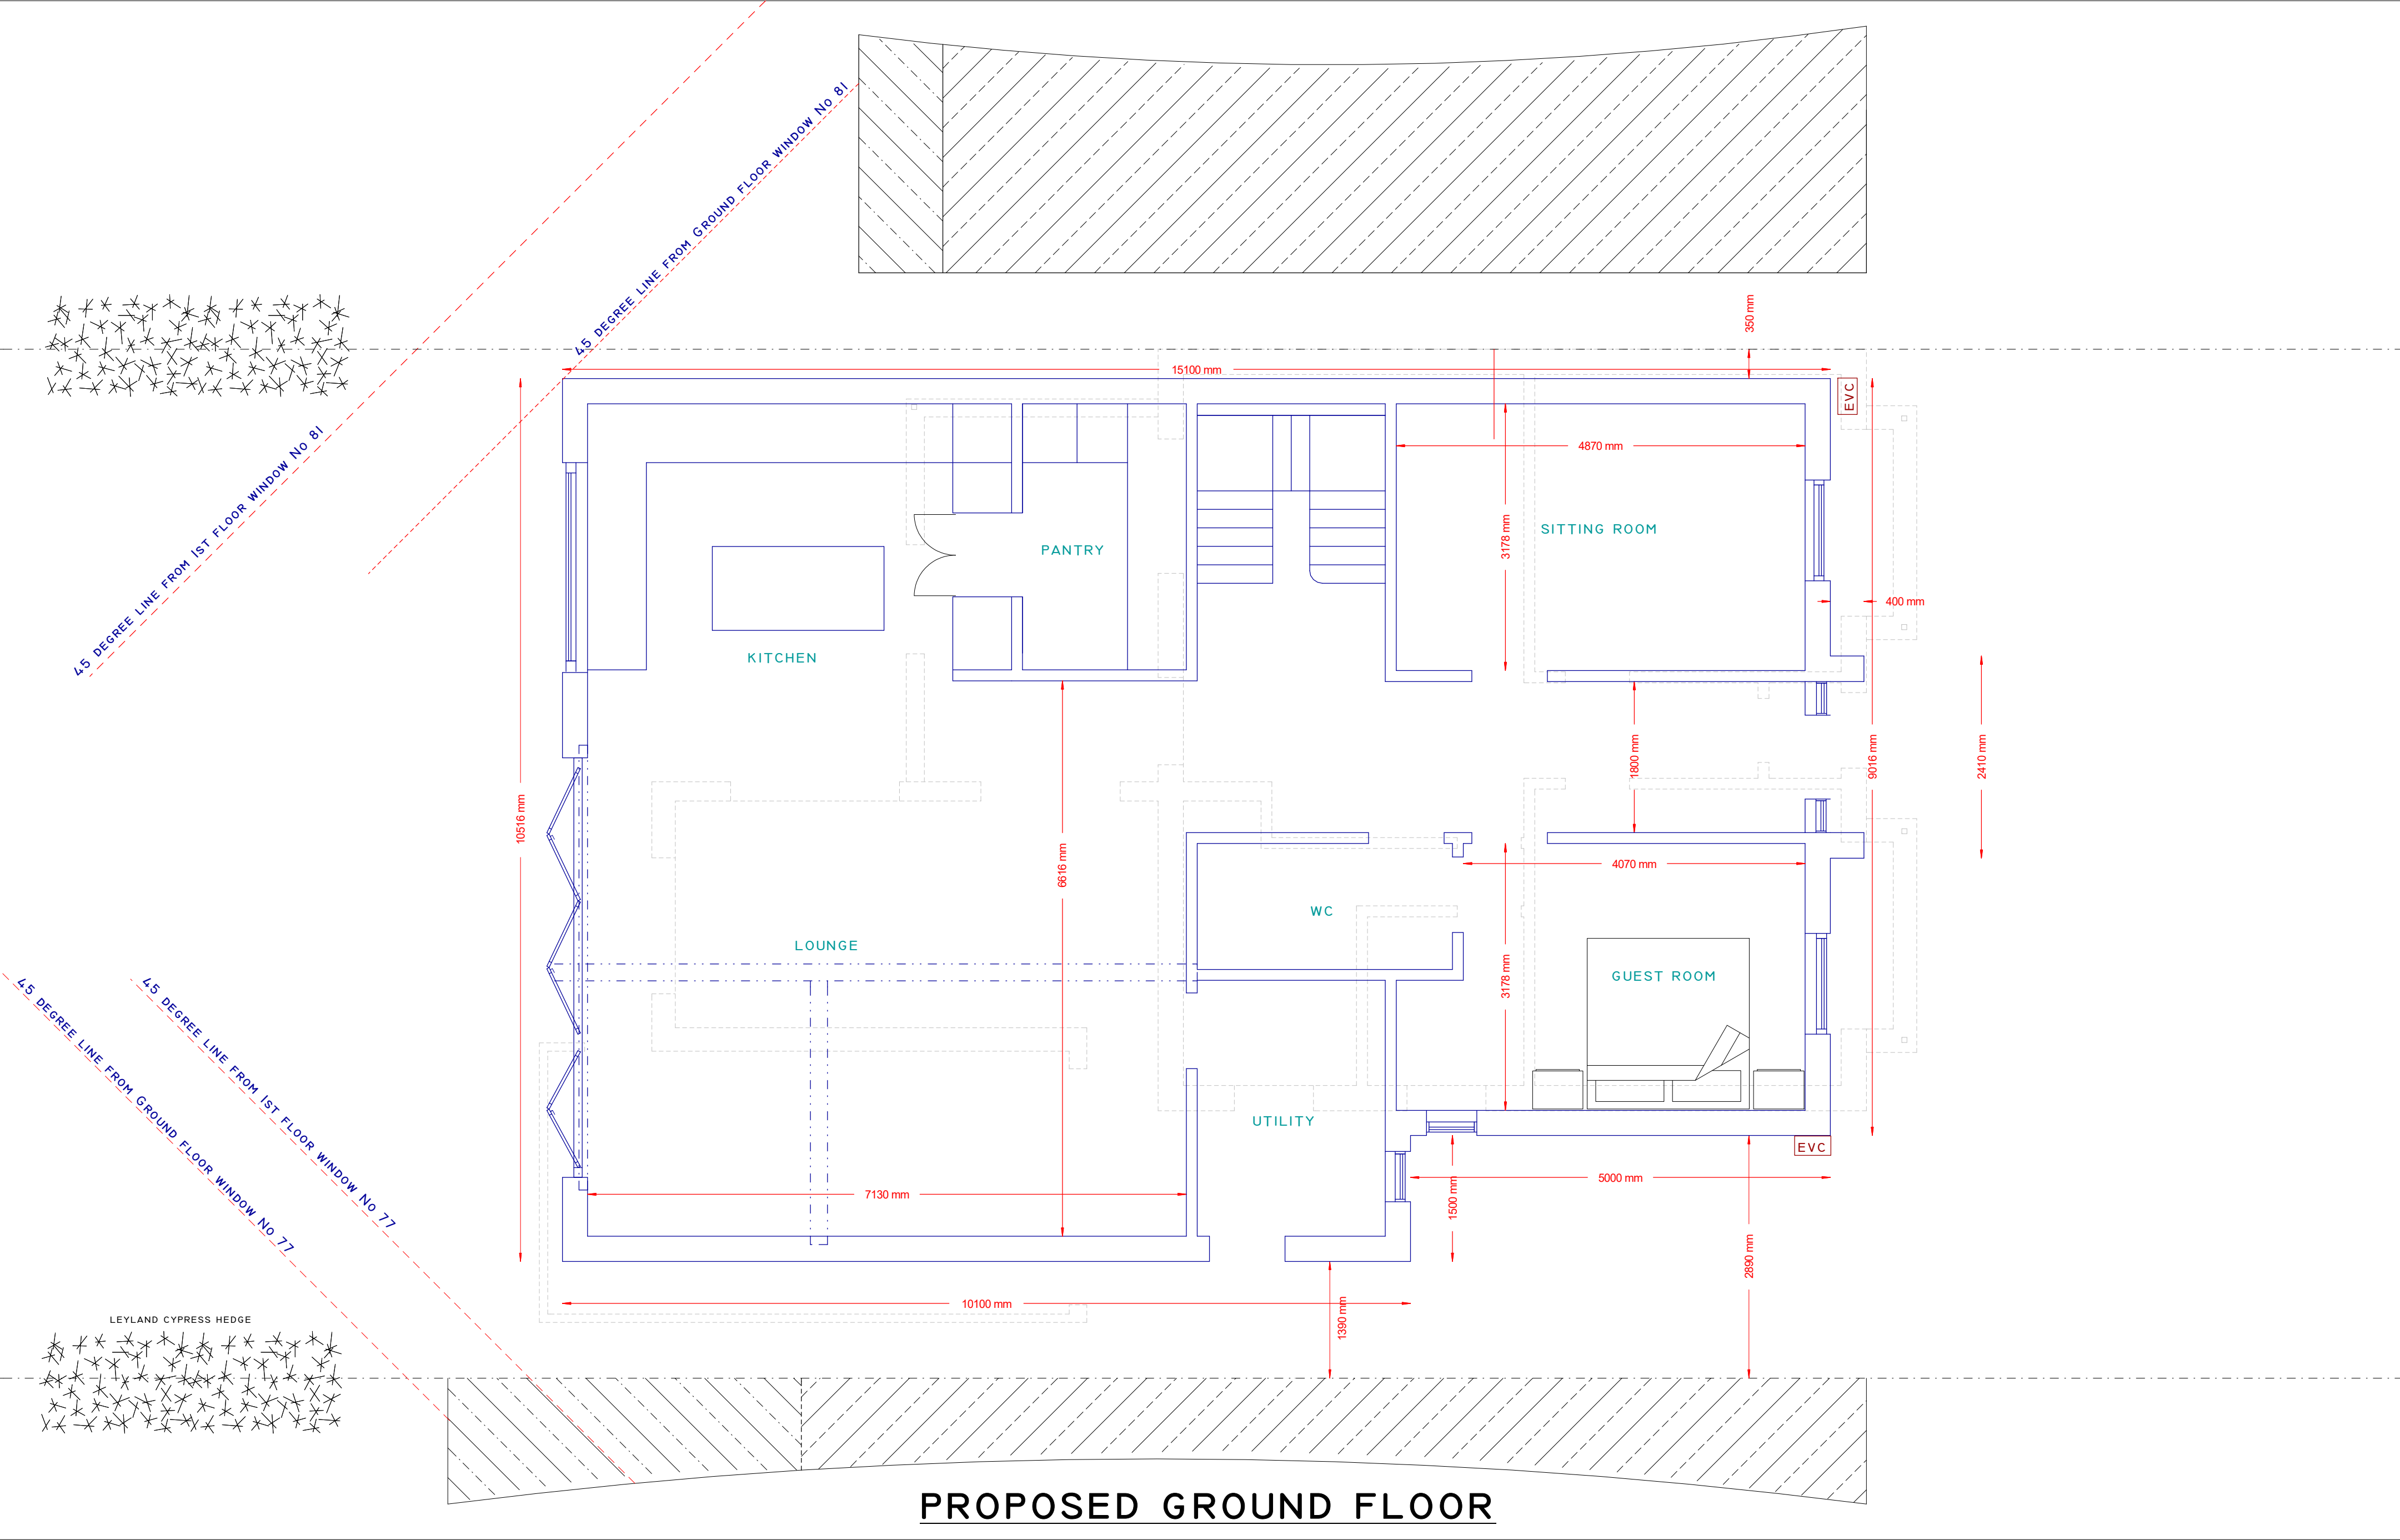 45 DEGREE LINE FROM GROUND FLOOR WINDOW No 81
350 mm
15100 mm
EVC
4870 mm
45 DEGREE LINE FROM 1ST FLOOR WINDOW No 81
3178 mm
SITTING ROOM
PANTRY
400 mm
KITCHEN
1800 mm
9016 mm
2410 mm
10516 mm
6616 mm
4070 mm
WC
LOUNGE
3178 mm
GUEST ROOM
45 DEGREE LINE FROM GROUND FLOOR WINDOW No 77
45 DEGREE LINE FROM 1ST FLOOR WINDOW No 77
UTILITY
EVC
5000 mm
7130 mm
1500 mm
2890 mm
10100 mm
1390 mm
LEYLAND CYPRESS HEDGE
PROPOSED GROUND FLOOR